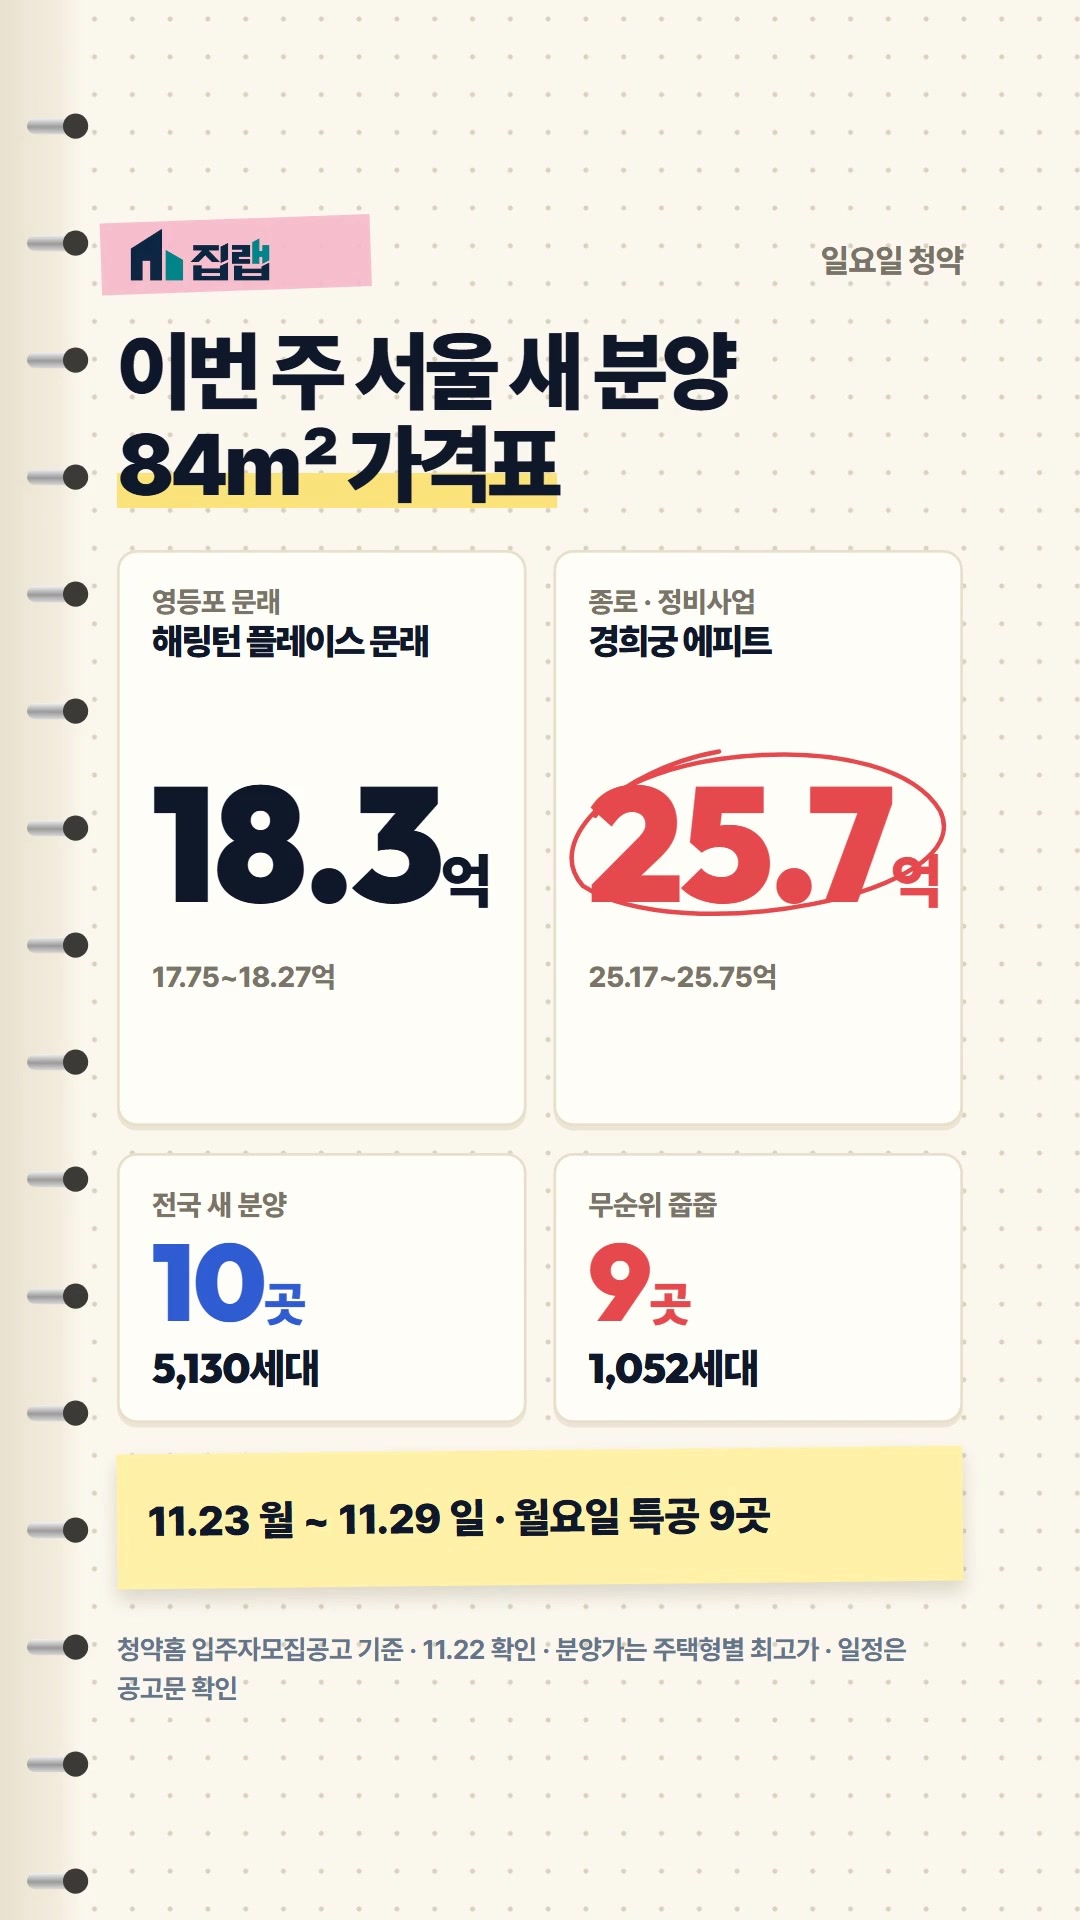 집랩
일요일 청약
이번 주 서울 새 분양
84m² 가격표
영등포 문래
해링턴 플레이스 문래
18.3억
17.75~18.27억
종로 · 정비사업
경희궁 에피트
25.7억
25.17~25.75억
전국 새 분양
10곳
5,130세대
무순위 줍줍
9곳
1,052세대
11.23 월 ~ 11.29 일 · 월요일 특공 9곳
청약홈 입주자모집공고 기준 · 11.22 확인 · 분양가는 주택형별 최고가 · 일정은
공고문 확인